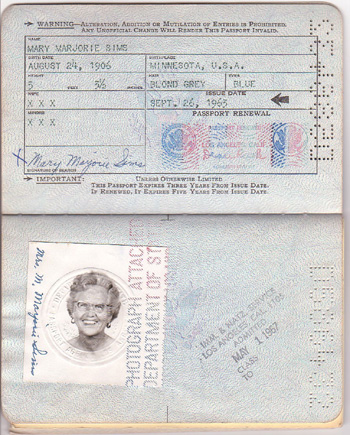 WARNING—ALTERATION, ADDITION OR MUTILATION OF ENTRIES IS PROHIBITED.
ANY UNOFFICIAL CHANGE WILL RENDER THIS PASSPORT INVALID.
NAME
MARY MARJORIE SIMS
BIRTH DATE BIRTHPLACE
AUGUST 24, 1906 MINNESOTA, U.S.A.
HEIGHT HAIR EYES
5 BLOND GREY BLUE
WIFE ISSUE DATE
X X X SEPT. 26, 1963
MINORS PASSPORT RENEWAL
X X X
LOS ANGELES, CALIF
X Mary Marjorie Sims
SIGNATURE OF BEARER
IMPORTANT: UNLESS OTHERWISE LIMITED
THIS PASSPORT EXPIRES THREE YEARS FROM ISSUE DATE.
IF RENEWED, IT EXPIRES FIVE YEARS FROM ISSUE DATE.
Mrs. M. Marjorie Sims
PHOTOGRAPH ATTACHED
DEPARTMENT OF ST
IMM & NATZ. SERVICE
LOS ANGELES CALIF
ADMITTED
MAY 1 1967
CLASS
TO